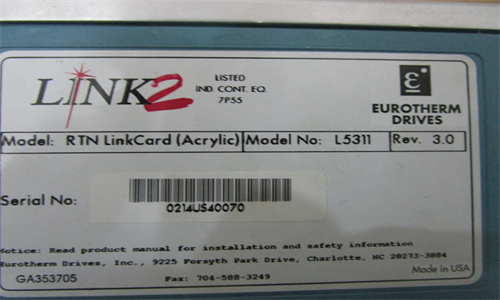 LINK2
LISTED
IND. CONT. EQ.
7P55
EUROTHERM
DRIVES
Model: RTN LinkCard (Acrylic) Model No: L5311 Rev. 3.0
Serial No:
0214US40070
Notice: Read product manual for installation and safety information
Eurotherm Drives, Inc., 9225 Forsyth Park Drive, Charlotte, NC 28273-3884
Made in USA
GA353705 Fax: 704-588-3249